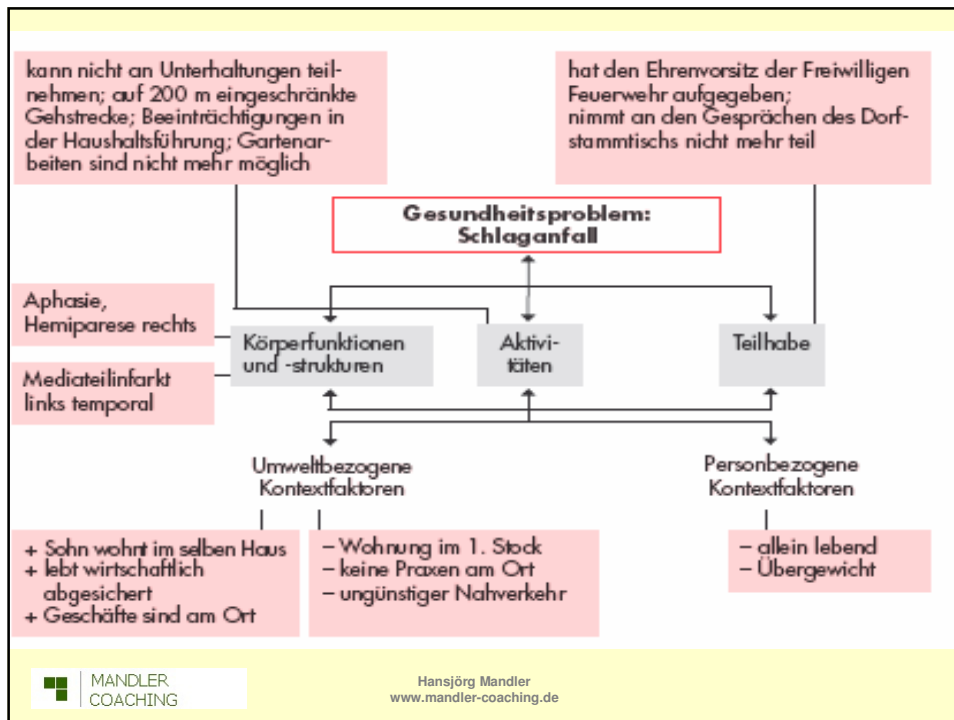 kann nicht an Unterhaltungen teil-
nehmen; auf 200 m eingeschränkte
Gehstrecke; Beeinträchtigungen in
der Haushaltsführung; Gartenar-
beiten sind nicht mehr möglich
hat den Ehrenvorsitz der Freiwilligen
Feuerwehr aufgegeben;
nimmt an den Gesprächen des Dorf-
stammtischs nicht mehr teil
Gesundheitsproblem:
Schlaganfall
Aphasie,
Hemiparese rechts
Mediateilinfarkt
links temporal
Körperfunktionen
und -strukturen
Aktivi-
täten
Teilhabe
Umweltbezogene
Kontextfaktoren
Personbezogene
Kontextfaktoren
+ Sohn wohnt im selben Haus
+ lebt wirtschaftlich
abgesichert
+ Geschäfte sind am Ort
– Wohnung im 1. Stock
– keine Praxen am Ort
– ungünstiger Nahverkehr
– allein lebend
– Übergewicht
MANDLER
COACHING
Hansjörg Mandler
www.mandler-coaching.de